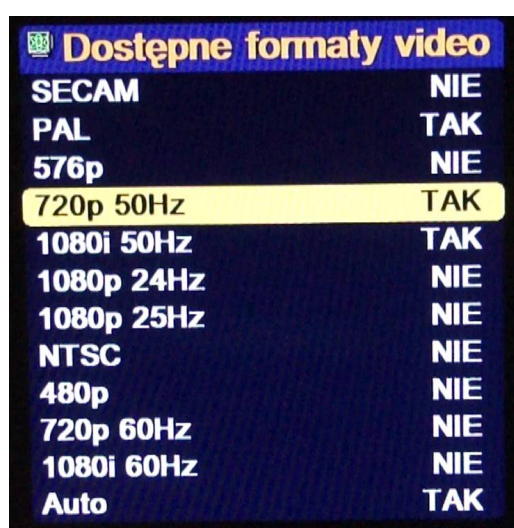 Dostępne formaty video
SECAM NIE
PAL TAK
576p NIE
720p 50Hz TAK
1080i 50Hz TAK
1080p 24Hz NIE
1080p 25Hz NIE
NTSC NIE
480p NIE
720p 60Hz NIE
1080i 60Hz NIE
Auto TAK